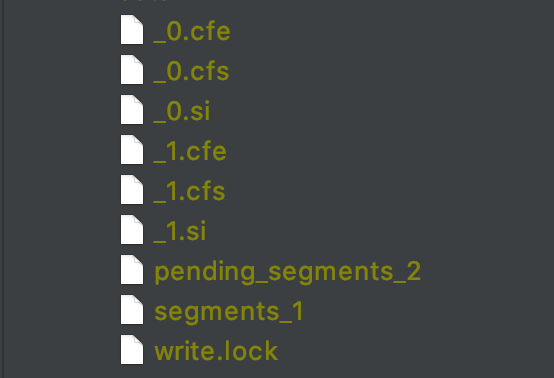 _0.cfe
_0.cfs
_0.si
_1.cfe
_1.cfs
_1.si
pending_segments_2
segments_1
write.lock